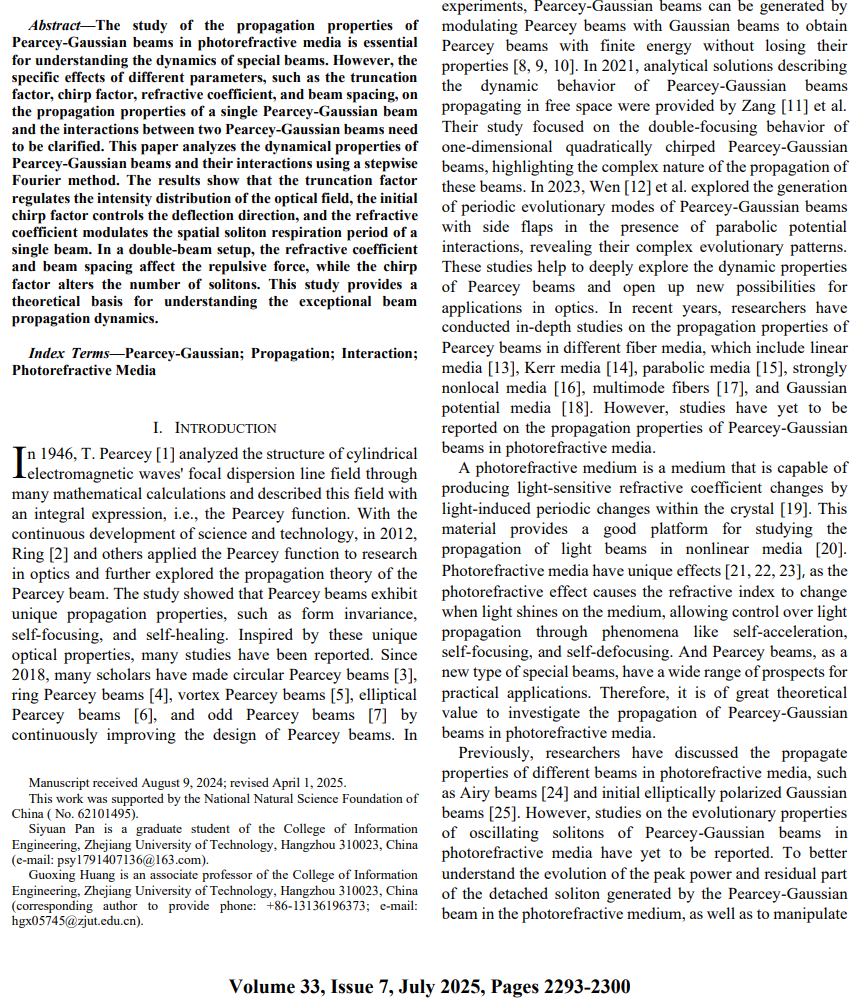 Abstract—The study of the propagation properties of
Pearcey-Gaussian beams in photorefractive media is essential
for understanding the dynamics of special beams. However, the
specific effects of different parameters, such as the truncation
factor, chirp factor, refractive coefficient, and beam spacing, on
the propagation properties of a single Pearcey-Gaussian beam
and the interactions between two Pearcey-Gaussian beams need
to be clarified. This paper analyzes the dynamical properties of
Pearcey-Gaussian beams and their interactions using a stepwise
Fourier method. The results show that the truncation factor
regulates the intensity distribution of the optical field, the initial
chirp factor controls the deflection direction, and the refractive
coefficient modulates the spatial soliton respiration period of a
single beam. In a double-beam setup, the refractive coefficient
and beam spacing affect the repulsive force, while the chirp
factor alters the number of solitons. This study provides a
theoretical basis for understanding the exceptional beam
propagation dynamics.
Index Terms—Pearcey-Gaussian; Propagation; Interaction;
Photorefractive Media
I. INTRODUCTION
In 1946, T. Pearcey [1] analyzed the structure of cylindrical
electromagnetic waves' focal dispersion line field through
many mathematical calculations and described this field with
an integral expression, i.e., the Pearcey function. With the
continuous development of science and technology, in 2012,
Ring [2] and others applied the Pearcey function to research
in optics and further explored the propagation theory of the
Pearcey beam. The study showed that Pearcey beams exhibit
unique propagation properties, such as form invariance,
self-focusing, and self-healing. Inspired by these unique
optical properties, many studies have been reported. Since
2018, many scholars have made circular Pearcey beams [3],
ring Pearcey beams [4], vortex Pearcey beams [5], elliptical
Pearcey beams [6], and odd Pearcey beams [7] by
continuously improving the design of Pearcey beams. In
Manuscript received August 9, 2024; revised April 1, 2025.
This work was supported by the National Natural Science Foundation of
China ( No. 62101495).
Siyuan Pan is a graduate student of the College of Information
Engineering, Zhejiang University of Technology, Hangzhou 310023, China
(e-mail: psy1791407136@163.com).
Guoxing Huang is an associate professor of the College of Information
Engineering, Zhejiang University of Technology, Hangzhou 310023, China
(corresponding author to provide phone: +86-13136196373; e-mail:
hgx05745@zjut.edu.cn).
experiments, Pearcey-Gaussian beams can be generated by
modulating Pearcey beams with Gaussian beams to obtain
Pearcey beams with finite energy without losing their
properties [8, 9, 10]. In 2021, analytical solutions describing
the dynamic behavior of Pearcey-Gaussian beams
propagating in free space were provided by Zang [11] et al.
Their study focused on the double-focusing behavior of
one-dimensional quadratically chirped Pearcey-Gaussian
beams, highlighting the complex nature of the propagation of
these beams. In 2023, Wen [12] et al. explored the generation
of periodic evolutionary modes of Pearcey-Gaussian beams
with side flaps in the presence of parabolic potential
interactions, revealing their complex evolutionary patterns.
These studies help to deeply explore the dynamic properties
of Pearcey beams and open up new possibilities for
applications in optics. In recent years, researchers have
conducted in-depth studies on the propagation properties of
Pearcey beams in different fiber media, which include linear
media [13], Kerr media [14], parabolic media [15], strongly
nonlocal media [16], multimode fibers [17], and Gaussian
potential media [18]. However, studies have yet to be
reported on the propagation properties of Pearcey-Gaussian
beams in photorefractive media.
A photorefractive medium is a medium that is capable of
producing light-sensitive refractive coefficient changes by
light-induced periodic changes within the crystal [19]. This
material provides a good platform for studying the
propagation of light beams in nonlinear media [20].
Photorefractive media have unique effects [21, 22, 23], as the
photorefractive effect causes the refractive index to change
when light shines on the medium, allowing control over light
propagation through phenomena like self-acceleration,
self-focusing, and self-defocusing. And Pearcey beams, as a
new type of special beams, have a wide range of prospects for
practical applications. Therefore, it is of great theoretical
value to investigate the propagation of Pearcey-Gaussian
beams in photorefractive media.
Previously, researchers have discussed the propagate
properties of different beams in photorefractive media, such
as Airy beams [24] and initial elliptically polarized Gaussian
beams [25]. However, studies on the evolutionary properties
of oscillating solitons of Pearcey-Gaussian beams in
photorefractive media have yet to be reported. To better
understand the evolution of the peak power and residual part
of the detached soliton generated by the Pearcey-Gaussian
beam in the photorefractive medium, as well as to manipulate
Volume 33, Issue 7, July 2025, Pages 2293-2300